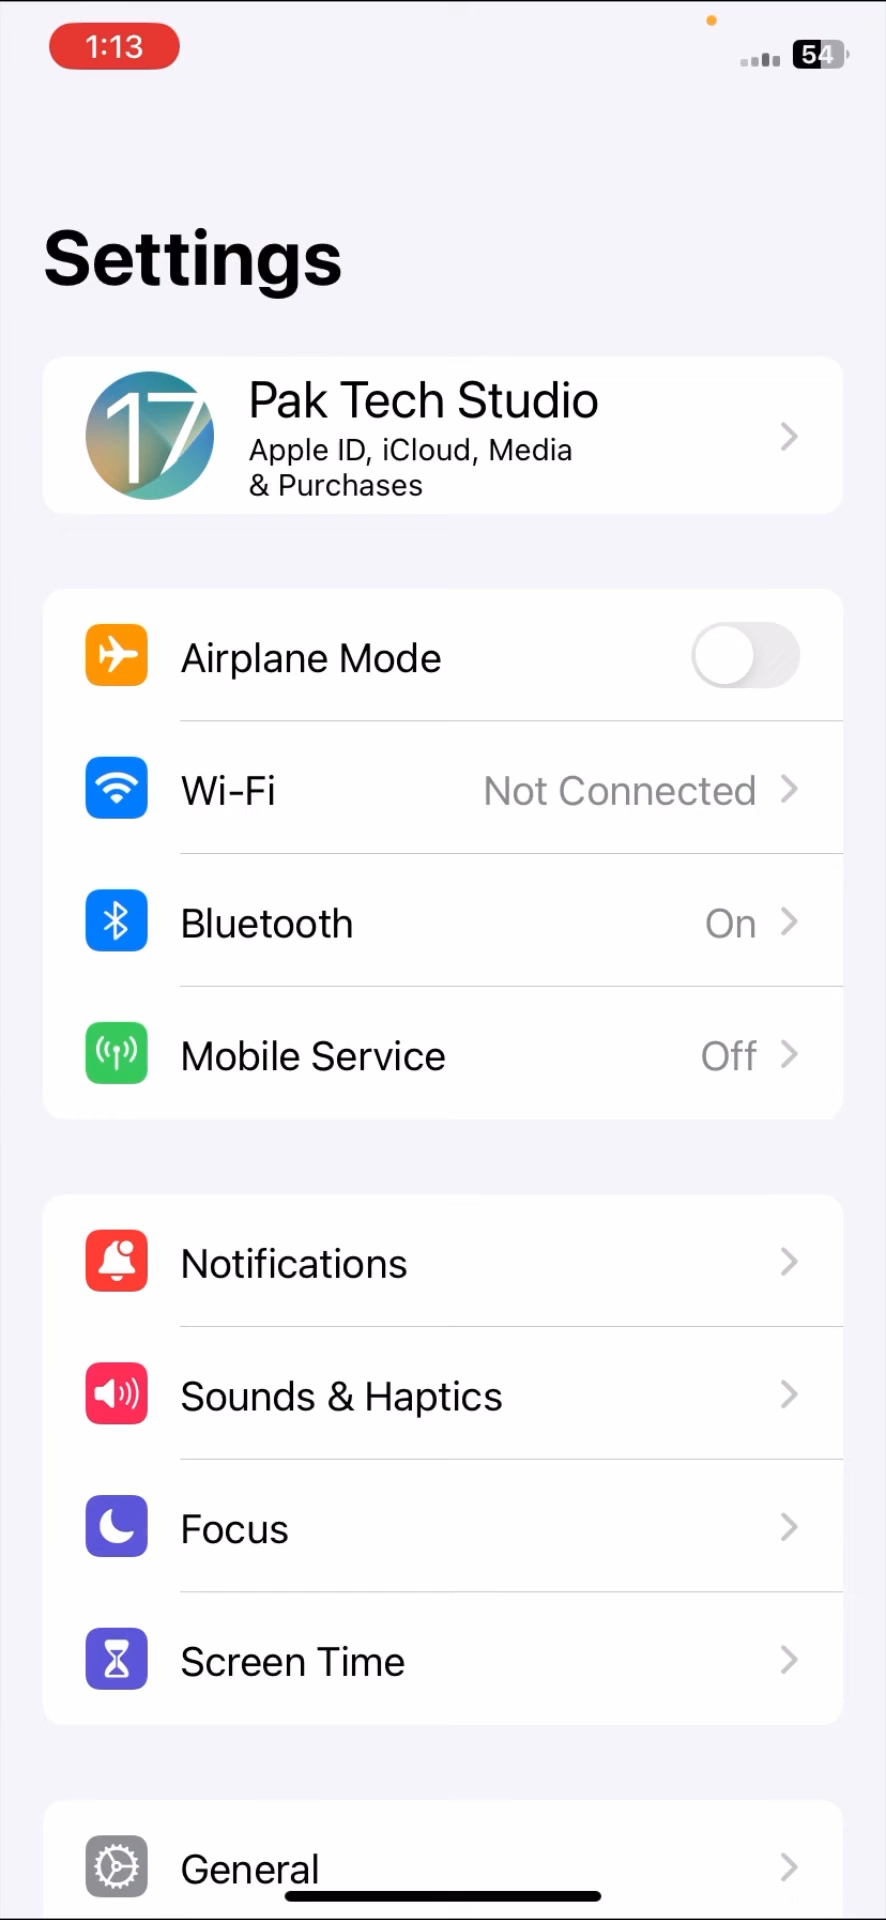 1:13
54
Settings
17
Pak Tech Studio
Apple ID, iCloud, Media
& Purchases
Airplane Mode
Wi-Fi Not Connected
Bluetooth On
Mobile Service Off
Notifications
Sounds & Haptics
Focus
Screen Time
General